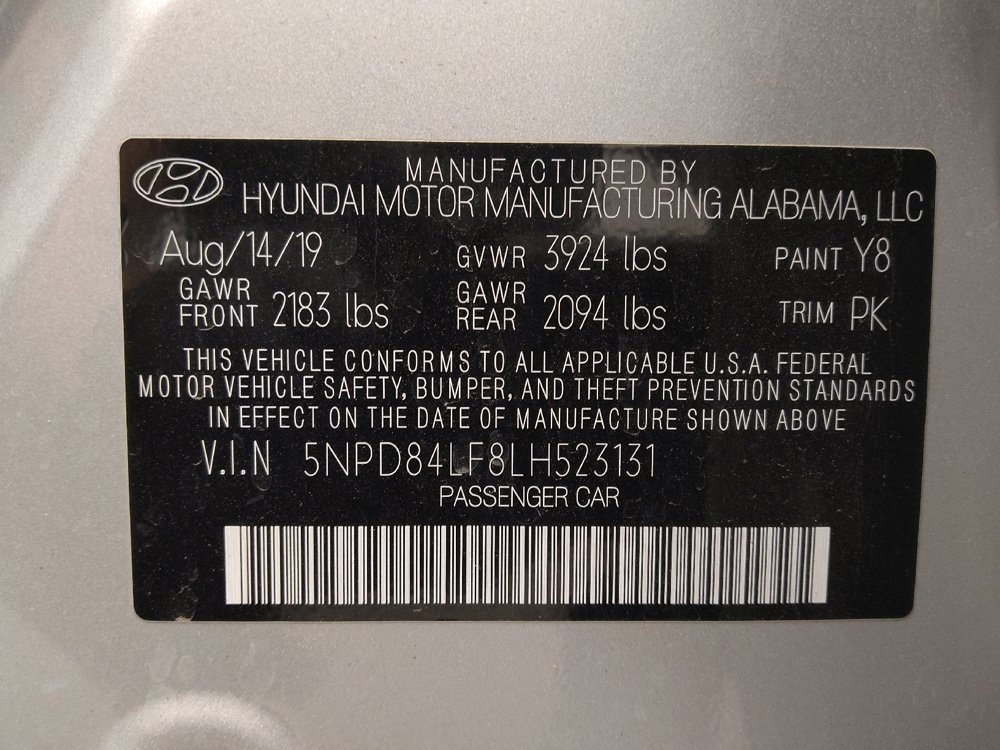 MANUFACTURED BY
HYUNDAI MOTOR MANUFACTURING ALABAMA, LLC
Aug/14/19 GVWR 3924 lbs PAINT Y8
GAWR FRONT 2183 lbs GAWR REAR 2094 lbs TRIM PK
THIS VEHICLE CONFORMS TO ALL APPLICABLE U.S.A. FEDERAL
MOTOR VEHICLE SAFETY, BUMPER, AND THEFT PREVENTION STANDARDS
IN EFFECT ON THE DATE OF MANUFACTURE SHOWN ABOVE
V.I.N 5NPD84LF8LH523131
PASSENGER CAR